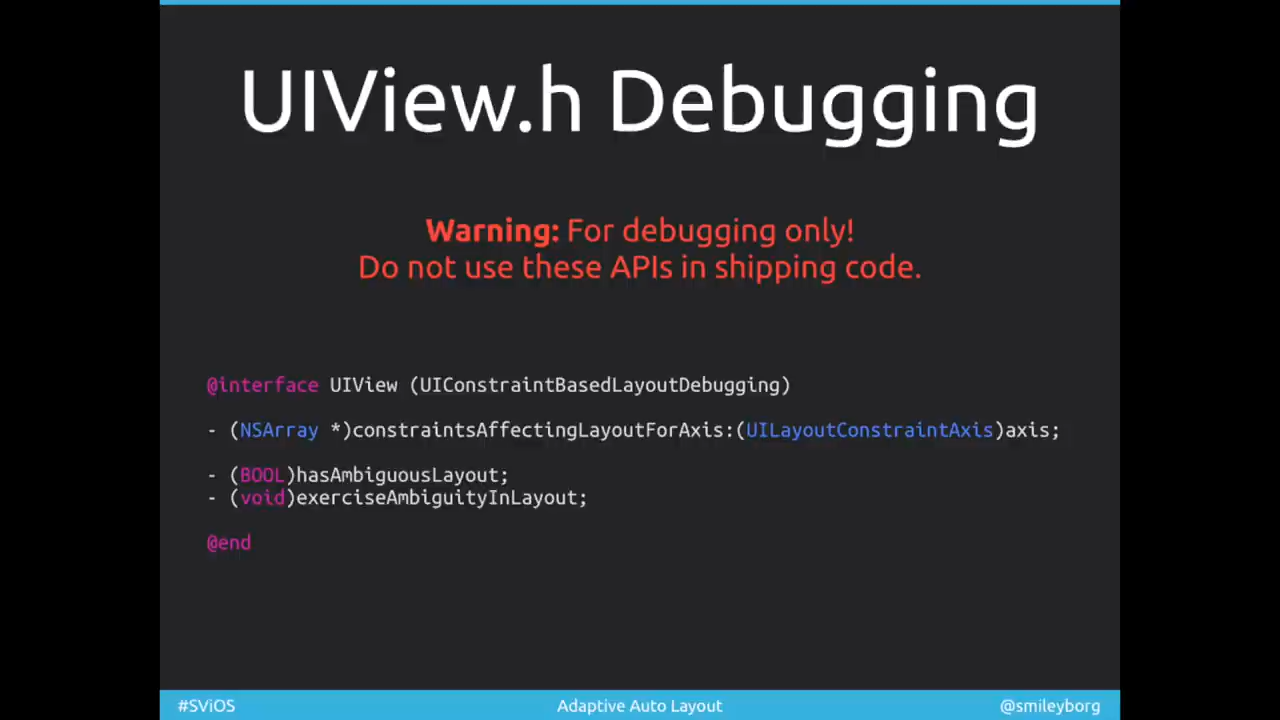 UIView.h Debugging
Warning: For debugging only!
Do not use these APIs in shipping code.
@interface UIView (UIConstraintBasedLayoutDebugging)
- (NSArray *)constraintsAffectingLayoutForAxis:(UILayoutConstraintAxis)axis;
- (BOOL)hasAmbiguousLayout;
- (void)exerciseAmbiguityInLayout;
@end
#SViOS
Adaptive Auto Layout
@smileyborg